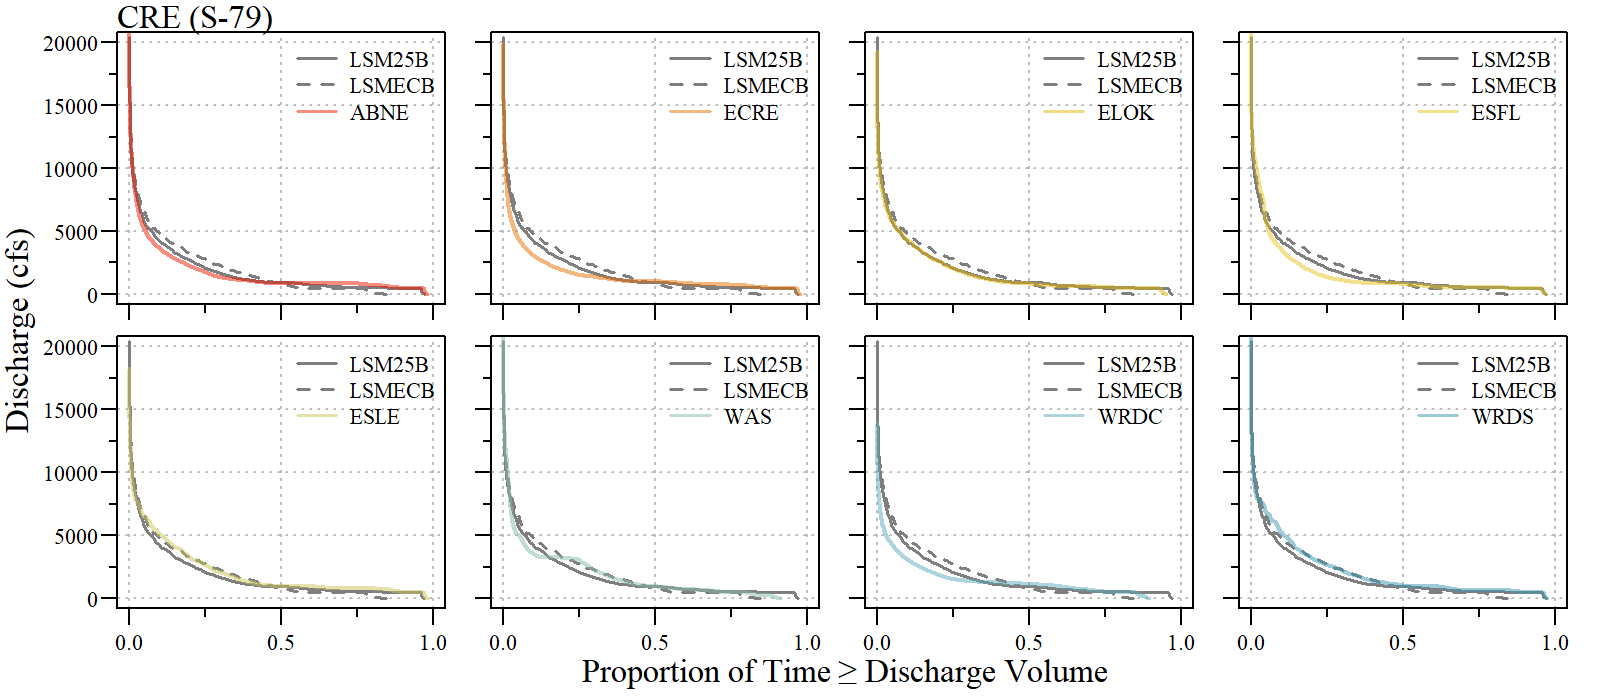 CRE (S-79)
Discharge (cfs)
20000
15000
10000
5000
0
LSM25B
LSMECB
ABNE
LSM25B
LSMECB
ECRE
LSM25B
LSMECB
ELOK
LSM25B
LSMECB
ESFL
20000
15000
10000
5000
0
LSM25B
LSMECB
ESLE
LSM25B
LSMECB
WAS
LSM25B
LSMECB
WRDC
LSM25B
LSMECB
WRDS
0.0 0.5 1.0
0.0 0.5 1.0
0.0 0.5 1.0
0.0 0.5 1.0
Proportion of Time ≥ Discharge Volume